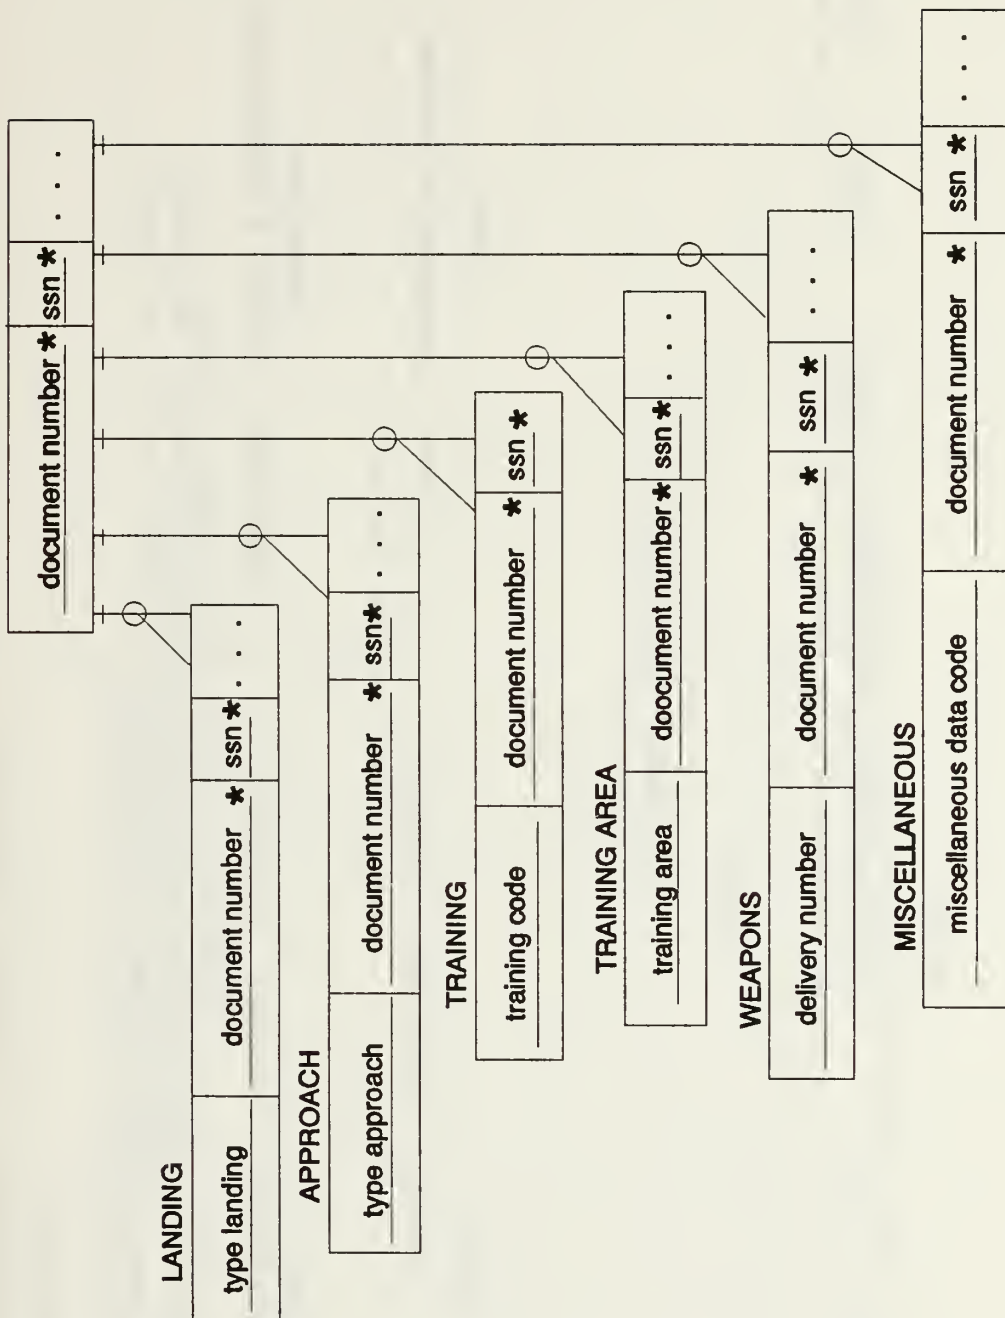 document number * ssn * . . .
LANDING
type landing document number * ssn * . . .
APPROACH
type approach document number * ssn * . . .
TRAINING
training code document number * ssn *
TRAINING AREA
training area doocument number * ssn * . . .
WEAPONS
delivery number document number * ssn * . . .
MISCELLANEOUS
miscellaneous data code document number * ssn * . . .